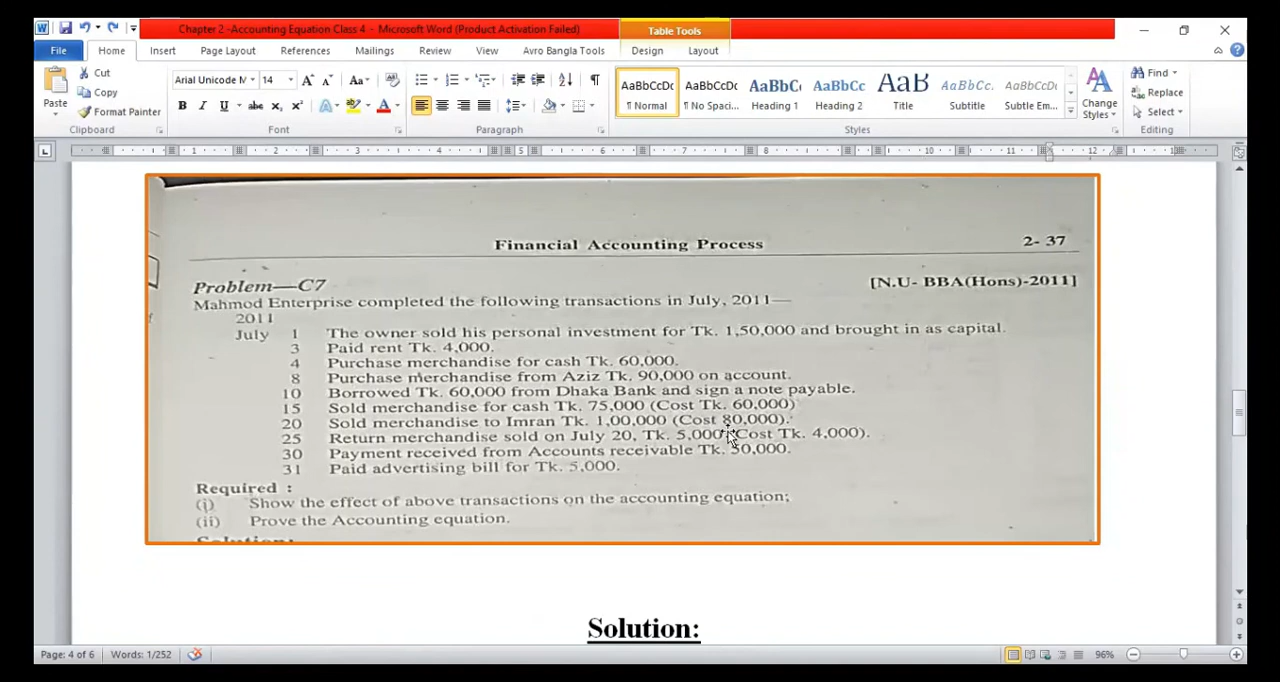 Chapter 2 -Accounting Equation Class 4 - Microsoft Word (Product Activation Failed)
Table Tools
File Home Insert Page Layout References Mailings Review View Avro Bangla Tools Design Layout
Paste
Cut
Copy
Format Painter
Clipboard
Arial Unicode M 14
Font
Paragraph
AaBbCcDc AaBbCcDc AaBbC AaBbCc AaB AaBbCc. AaBbCcDc
¶ Normal ¶ No Spaci... Heading 1 Heading 2 Title Subtitle Subtle Em...
Styles
Change Styles
Find
Replace
Select
Editing
Financial Accounting Process 2- 37
Problem—C7 [N.U- BBA(Hons)-2011]
Mahmod Enterprise completed the following transactions in July, 2011—
2011
July 1 The owner sold his personal investment for Tk. 1,50,000 and brought in as capital.
3 Paid rent Tk. 4,000.
4 Purchase merchandise for cash Tk. 60,000.
8 Purchase merchandise from Aziz Tk. 90,000 on account.
10 Borrowed Tk. 60,000 from Dhaka Bank and sign a note payable.
15 Sold merchandise for cash Tk. 75,000 (Cost Tk. 60,000)
20 Sold merchandise to Imran Tk. 1,00,000 (Cost 80,000).
25 Return merchandise sold on July 20, Tk. 5,000 (Cost Tk. 4,000).
30 Payment received from Accounts receivable Tk. 50,000.
31 Paid advertising bill for Tk. 5,000.
Required :
(i) Show the effect of above transactions on the accounting equation;
(ii) Prove the Accounting equation.
Solution:
Solution:
Page: 4 of 6 Words: 1/252 96%